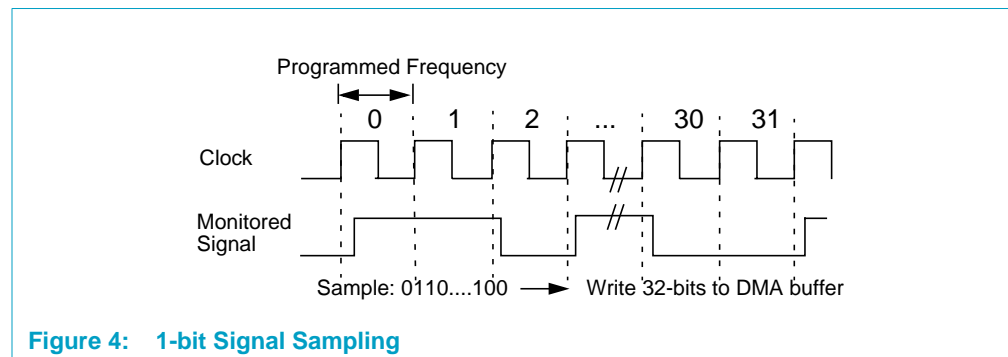 Programmed Frequency
0 1 2 ... 30 31
Clock
Monitored
Signal
Sample: 0110....100 Write 32-bits to DMA buffer
Figure 4: 1-bit Signal Sampling